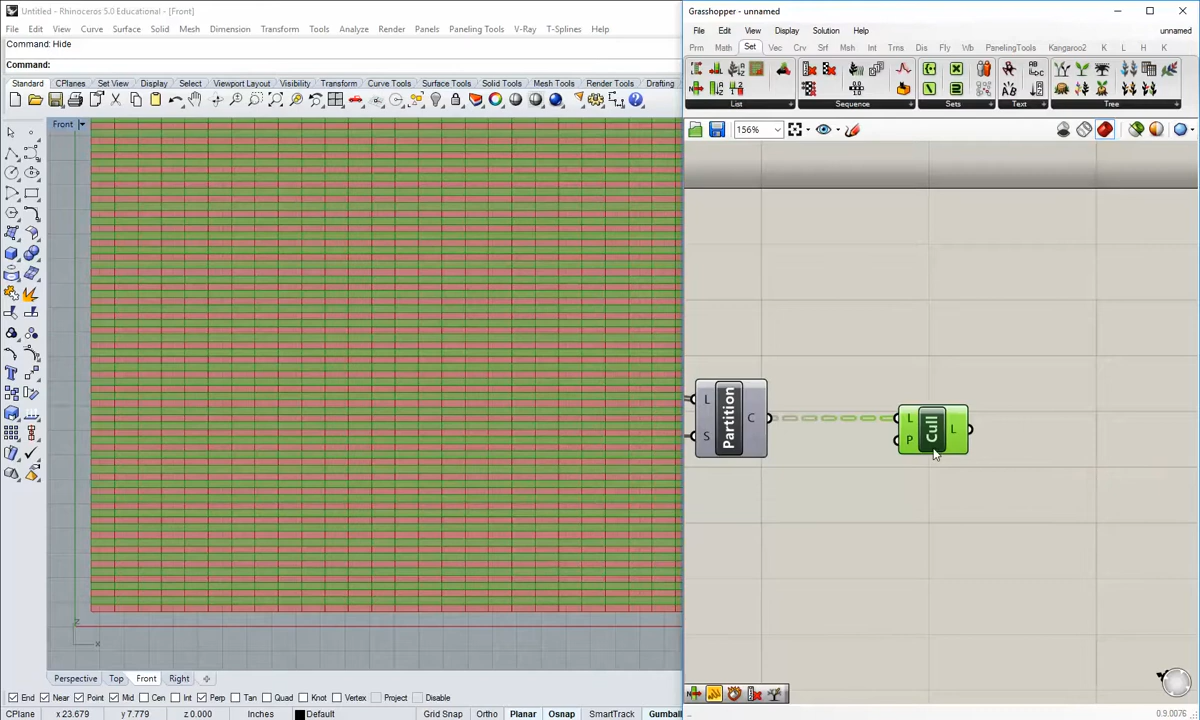 Untitled - Rhinoceros 5.0 Educational - [Front]
File Edit View Curve Surface Solid Mesh Dimension Transform Tools Analyze Render Panels Paneling Tools V-Ray T-Splines Help
Command: Hide
Command:
Standard CPlanes Set View Display Select Viewport Layout Visibility Transform Curve Tools Surface Tools Solid Tools Mesh Tools Render Tools Drafting
Front
z
x
Perspective Top Front Right
End Near Point Mid Cen Int Perp Tan Quad Knot Vertex Project Disable
CPlane x 23.679 y 7.779 z 0.000 Inches Default Grid Snap Ortho Planar Osnap SmartTrack Gumball
Grasshopper - unnamed
File Edit View Display Solution Help unnamed
Prm Math Set Vec Crv Srf Msh Int Trns Dis Fly Wb PanelingTools Kangaroo2 K L H K
List Sequence Sets Text Tree
156%
L
S
Partition
C
L
P
Cull
L
0.9.0076